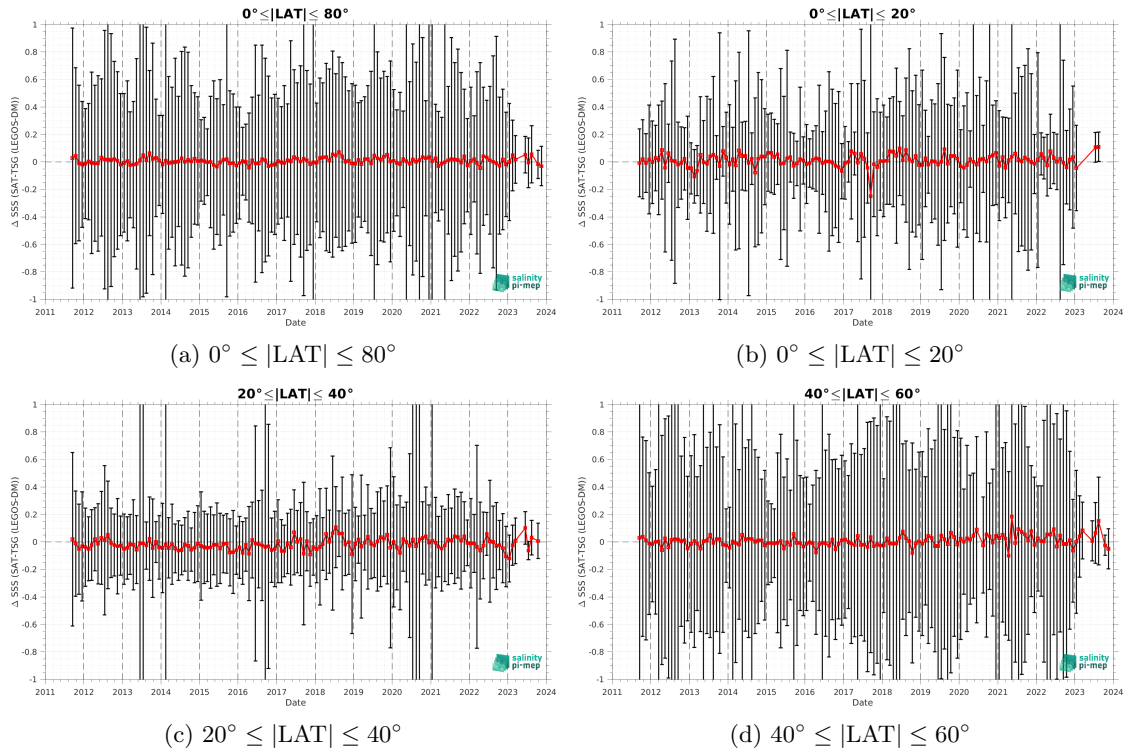 0°≤|LAT|≤ 80°
Δ SSS (SAT-TSG (LEGOS-DM))
1
0.8
0.6
0.4
0.2
0
-0.2
-0.4
-0.6
-0.8
-1
2011 2012 2013 2014 2015 2016 2017 2018 2019 2020 2021 2022 2023 2024
Date
salinity
pi-mep
(a) 0° ≤ |LAT| ≤ 80°
0°≤|LAT|≤ 20°
Δ SSS (SAT-TSG (LEGOS-DM))
1
0.8
0.6
0.4
0.2
0
-0.2
-0.4
-0.6
-0.8
-1
2011 2012 2013 2014 2015 2016 2017 2018 2019 2020 2021 2022 2023 2024
Date
salinity
pi-mep
(b) 0° ≤ |LAT| ≤ 20°
20°≤|LAT|≤ 40°
Δ SSS (SAT-TSG (LEGOS-DM))
1
0.8
0.6
0.4
0.2
0
-0.2
-0.4
-0.6
-0.8
-1
2011 2012 2013 2014 2015 2016 2017 2018 2019 2020 2021 2022 2023 2024
Date
salinity
pi-mep
(c) 20° ≤ |LAT| ≤ 40°
40°≤|LAT|≤ 60°
Δ SSS (SAT-TSG (LEGOS-DM))
1
0.8
0.6
0.4
0.2
0
-0.2
-0.4
-0.6
-0.8
-1
2011 2012 2013 2014 2015 2016 2017 2018 2019 2020 2021 2022 2023 2024
Date
salinity
pi-mep
(d) 40° ≤ |LAT| ≤ 60°